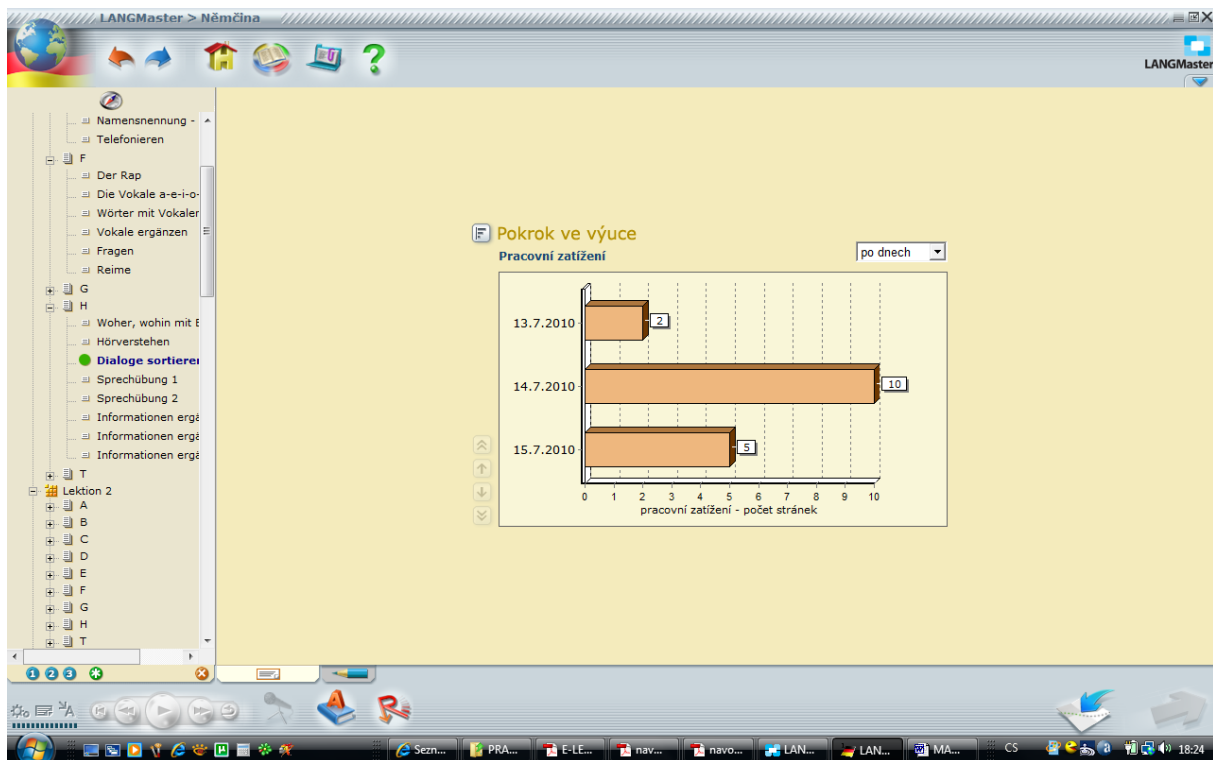 LANGMaster > Němčina
LANGMaster
Namensnennung -
Telefonieren
F
Der Rap
Die Vokale a-e-i-o-
Wörter mit Vokaler
Vokale ergänzen
Fragen
Reime
G
H
Woher, wohin mit E
Hörverstehen
Dialoge sortierer
Sprechübung 1
Sprechübung 2
Informationen ergä
Informationen ergä
Informationen ergä
T
Lektion 2
A
B
C
D
E
F
G
H
T
1 2 3
Pokrok ve výuce
Pracovní zatížení
po dnech
13.7.2010 2
14.7.2010 10
15.7.2010 5
0 1 2 3 4 5 6 7 8 9 10
pracovní zatížení - počet stránek
Sezn... PRA... E-LE... nav... navo... LAN... LAN... MA... CS 18:24